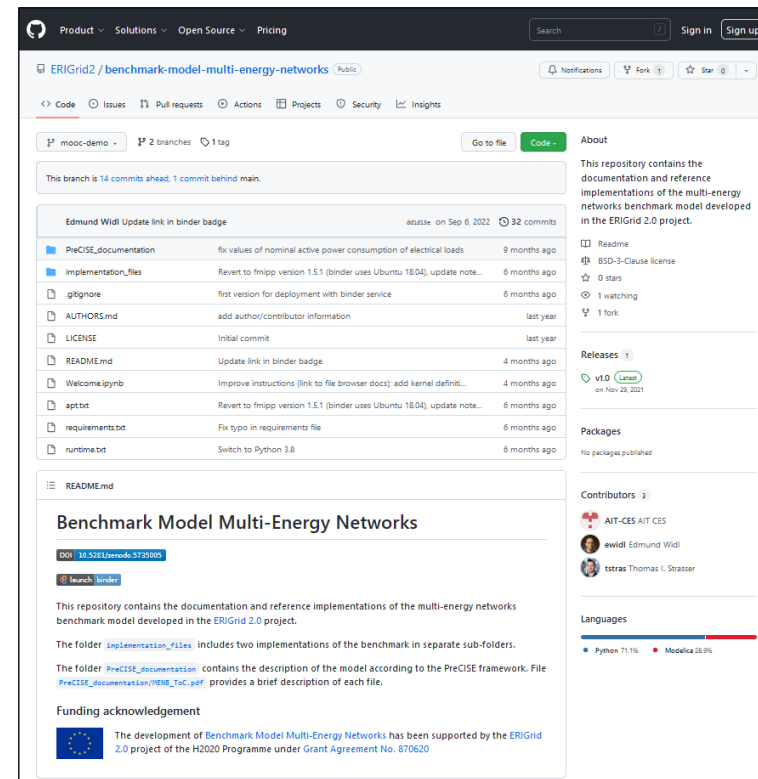 Product Solutions Open Source Pricing Search / Sign in Sign up
ERIGrid2 / benchmark-model-multi-energy-networks Public Notifications Fork 1 Star 0
Code Issues Pull requests Actions Projects Security Insights
mooc-demo 2 branches 1 tag Go to file Code
This branch is 14 commits ahead, 1 commit behind main.
Edmund Widl Update link in binder badge dd1d13e on Sep 6, 2022 32 commits
PreCISE_documentation fix values of nominal active power consumption of electrical loads 9 months ago
implementation_files Revert to fmipp version 1.5.1 (binder uses Ubuntu 18.04), update note... 6 months ago
.gitignore first version for deployment with binder service 6 months ago
AUTHORS.md add author/contributor information last year
LICENSE Initial commit last year
README.md Update link in binder badge 4 months ago
Welcome.ipynb Improve instructions (link to file browser docs); add kernel definiti... 4 months ago
apt.txt Revert to fmipp version 1.5.1 (binder uses Ubuntu 18.04), update note... 6 months ago
requirements.txt Fix typo in requirements file 6 months ago
runtime.txt Switch to Python 3.8 6 months ago
README.md
Benchmark Model Multi-Energy Networks
DOI 10.5281/zenodo.5735005
launch binder
This repository contains the documentation and reference implementations of the multi-energy networks
benchmark model developed in the ERIGrid 2.0 project.
The folder implementation_files includes two implementations of the benchmark in separate sub-folders.
The folder PreCISE_documentation contains the description of the model according to the PreCISE framework. File
PreCISE_documentation/MENB_ToC.pdf provides a brief description of each file.
Funding acknowledgement
The development of Benchmark Model Multi-Energy Networks has been supported by the ERIGrid
2.0 project of the H2020 Programme under Grant Agreement No. 870620
About
This repository contains the
documentation and reference
implementations of the multi-energy
networks benchmark model developed
in the ERIGrid 2.0 project.
Readme
BSD-3-Clause license
0 stars
1 watching
1 fork
Releases 1
v1.0 Latest
on Nov 29, 2021
Packages
No packages published
Contributors 3
AIT-CES AIT CES
ewidl Edmund Widl
tstras Thomas I. Strasser
Languages
Python 71.1% Modelica 28.9%